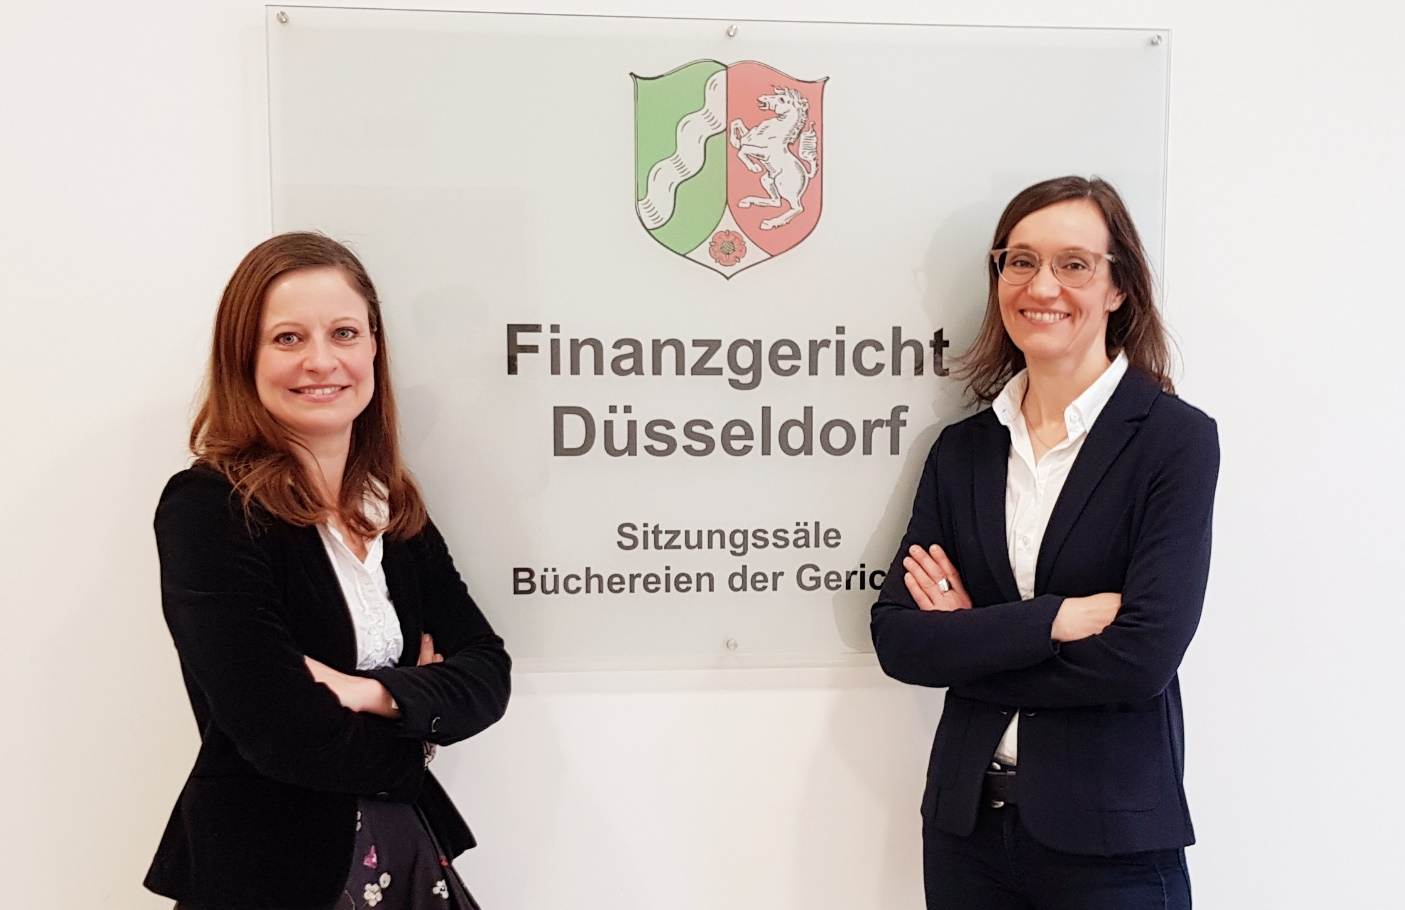 Finanzgericht
Düsseldorf
Sitzungssäle
Büchereien der